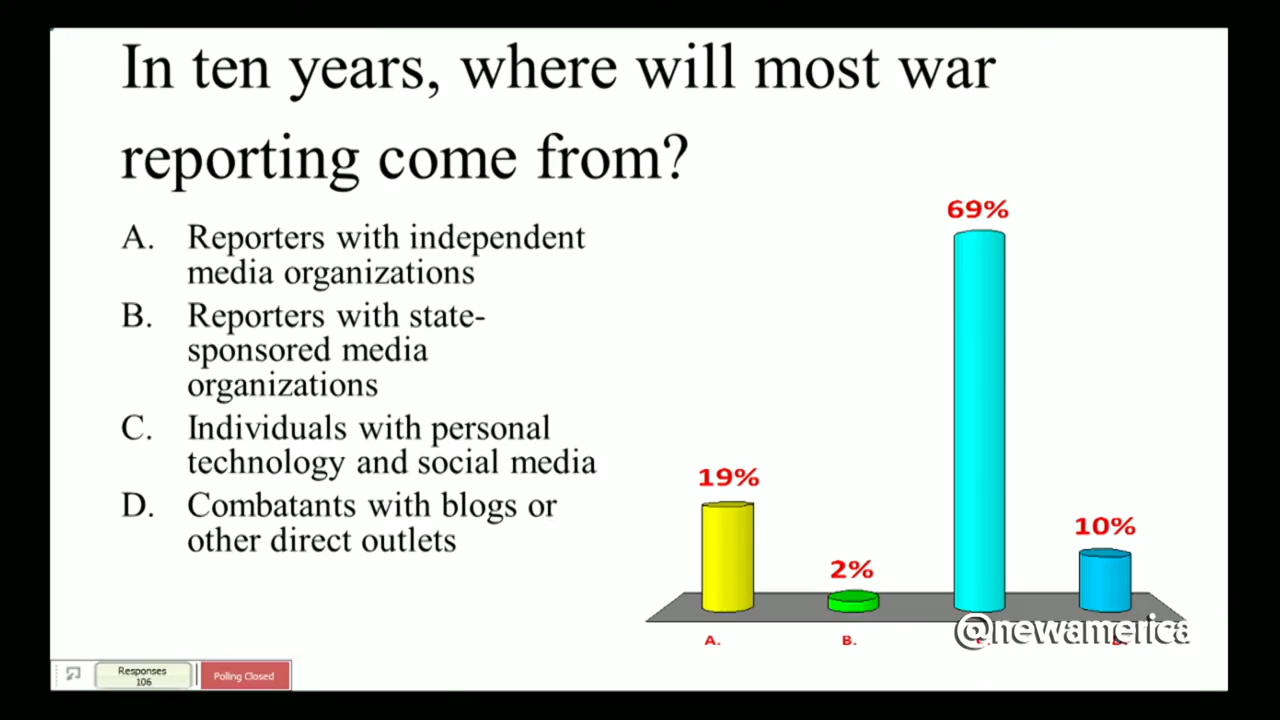 In ten years, where will most war
reporting come from?
A. Reporters with independent
media organizations
B. Reporters with state-
sponsored media
organizations
C. Individuals with personal
technology and social media
D. Combatants with blogs or
other direct outlets
69%
19%
10%
2%
A.
B.
@newamerica
Responses
106
Polling Closed